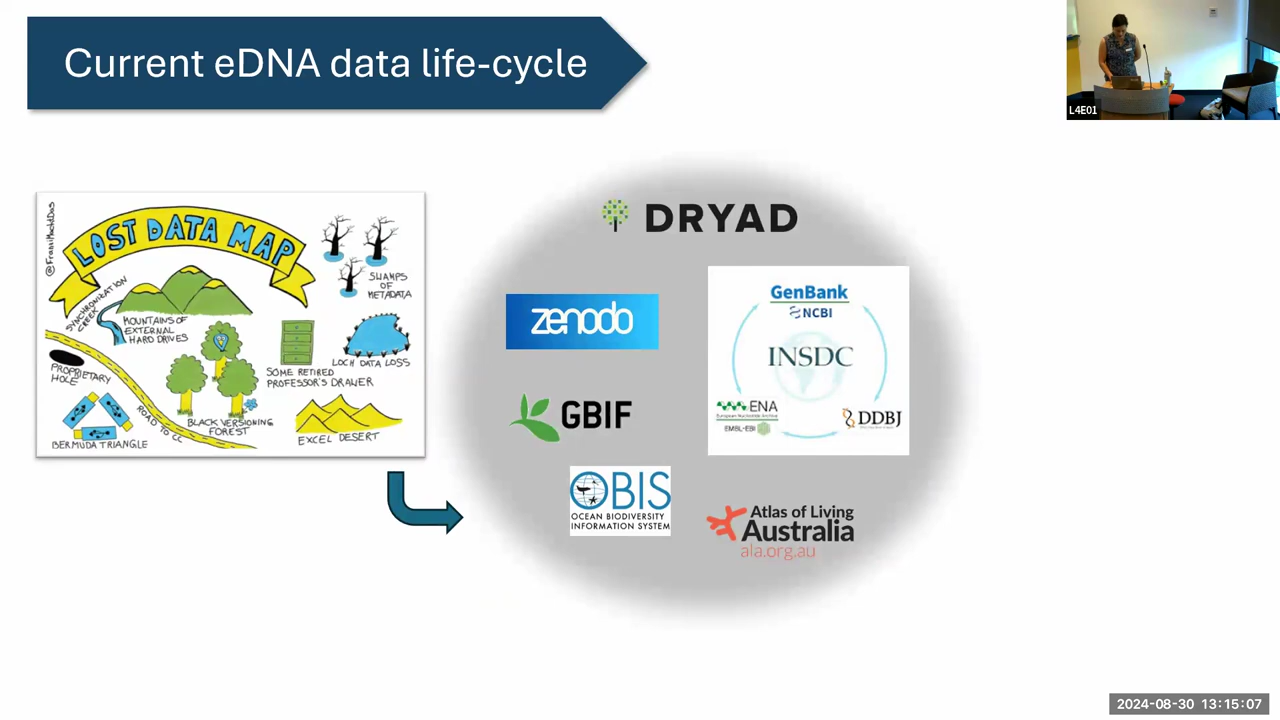 Current eDNA data life-cycle
L4E01
@FraniMachtDas
LOST DATA MAP
SWAMPS OF
METADATA
SYNCHRONIZATION
CREEK
MOUNTAINS OF
EXTERNAL
HARD DRIVES
PROPRIETARY
HOLE
SOME RETIRED
PROFESSOR'S DRAWER
LOCH DATA LOSS
BLACK VERSIONING
FOREST
ROAD TO CC
BERMUDA TRIANGLE
EXCEL DESERT
DRYAD
zenodo
GenBank
NCBI
INSDC
ENA
European Nucleotide Archive
EMBL-EBI
DDBJ
GBIF
OBIS
OCEAN BIODIVERSITY
INFORMATION SYSTEM
Atlas of Living
Australia
ala.org.au
2024-08-30 13:15:07